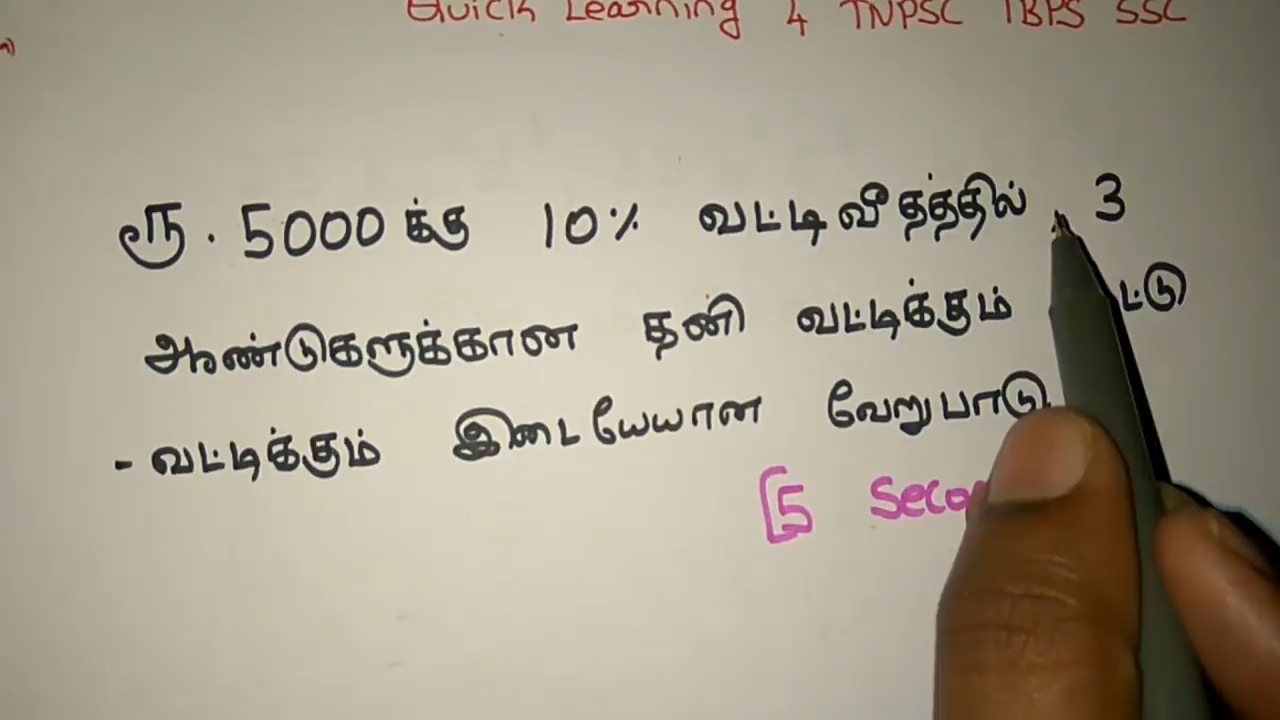 Quick Learning 4 TNPSC IBPS SSC
ரூ. 5000 க்கு 10% வட்டிவீதத்தில் 3
ஆண்டுகளுக்கான தனி வட்டிக்கும்
- வட்டிக்கும் இடையேயான வேறுபாடு
[5